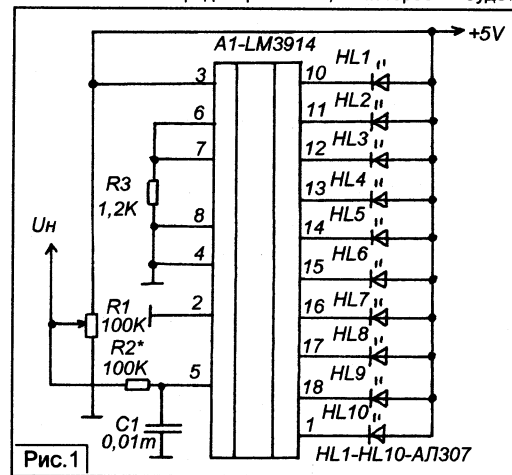 +5V
A1-LM3914
3
6
7
8
4
2
5
10
11
12
13
14
15
16
17
18
1
HL1
HL2
HL3
HL4
HL5
HL6
HL7
HL8
HL9
HL10
R3
1,2K
Uн
R1
100K
R2*
100K
C1
0,01m
HL1-HL10-АЛ307
Рис.1